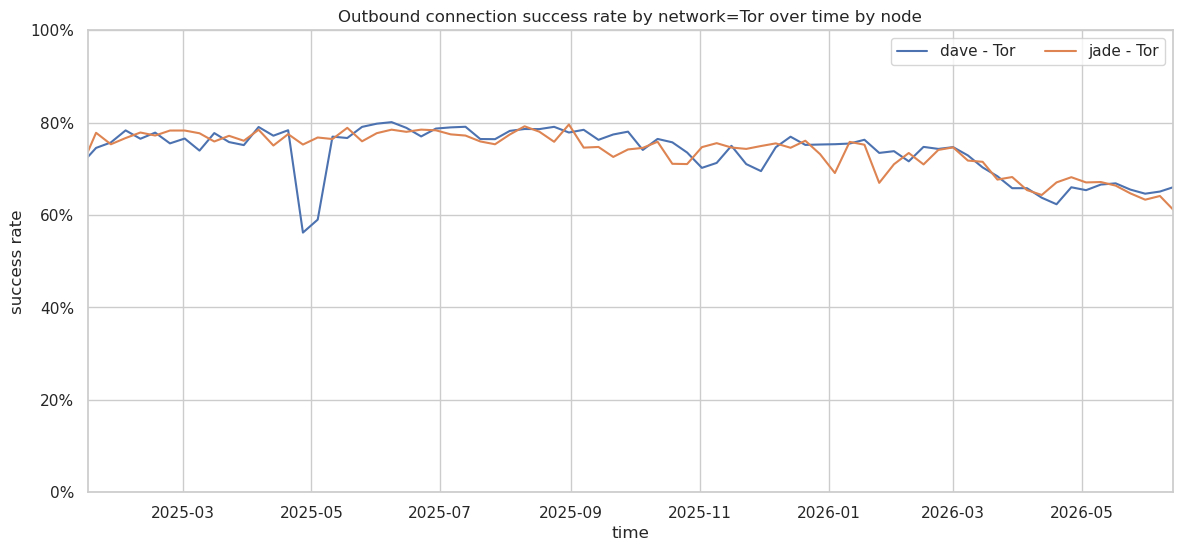 Outbound connection success rate by network=Tor over time by node
dave - Tor
jade - Tor
success rate
100%
80%
60%
40%
20%
0%
2025-03
2025-05
2025-07
2025-09
2025-11
2026-01
2026-03
2026-05
time